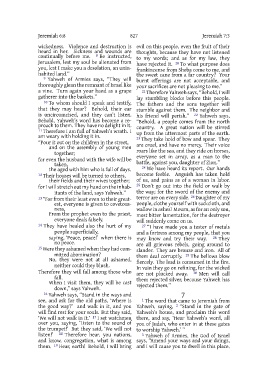 Jeremiah 6:8
827
Jeremiah 7:3
wickedness. Violence and destruction is
heard in her. Sickness and wounds are
continually before me. 8 Be instructed,
Jerusalem, lest my soul be alienated from
you, lest I make you a desolation, an unin-
habited land."
9 Yahweh of Armies says, "They will
thoroughly glean the remnant of Israel like
a vine. Turn again your hand as a grape
gatherer into the baskets."
10 To whom should I speak and testify,
that they may hear? Behold, their ear
is uncircumcised, and they can't listen.
Behold, Yahweh's word has become a re-
proach to them. They have no delight in it.
11 Therefore I am full of Yahweh's wrath. I
am weary with holding it in.
"Pour it out on the children in the street,
and on the assembly of young men
together;
for even the husband with the wife will be
taken,
the aged with him who is full of days.
12 Their houses will be turned to others,
their fields and their wives together;
for I will stretch out my hand on the inhab-
itants of the land, says Yahweh."
13 "For from their least even to their great-
est, everyone is given to covetous-
ness.
From the prophet even to the priest,
everyone deals falsely.
14 They have healed also the hurt of my
people superficially,
saying, 'Peace, peace!' when there is
no peace.
15 Were they ashamed when they had com-
mitted abomination?
No, they were not at all ashamed,
neither could they blush.
Therefore they will fall among those who
fall.
When I visit them, they will be cast
down," says Yahweh.
16 Yahweh says, "Stand in the ways and
see, and ask for the old paths, 'Where is
the good way?' and walk in it, and you
will find rest for your souls. But they said,
'We will not walk in it.' 17 I set watchmen
over you, saying, 'Listen to the sound of
the trumpet!' But they said, 'We will not
listen!' 18 Therefore hear, you nations,
and know, congregation, what is among
them. 19 Hear, earth! Behold, I will bring
evil on this people, even the fruit of their
thoughts, because they have not listened
to my words; and as for my law, they
have rejected it. 20 To what purpose does
frankincense from Sheba come to me, and
the sweet cane from a far country? Your
burnt offerings are not acceptable, and
your sacrifices are not pleasing to me."
21 Therefore Yahweh says, "Behold, I will
lay stumbling blocks before this people.
The fathers and the sons together will
stumble against them. The neighbor and
his friend will perish." 22 Yahweh says,
"Behold, a people comes from the north
country. A great nation will be stirred
up from the uttermost parts of the earth.
23 They take hold of bow and spear. They
are cruel, and have no mercy. Their voice
roars like the sea, and they ride on horses,
everyone set in array, as a man to the
battle, against you, daughter of Zion."
24 We have heard its report. Our hands
become feeble. Anguish has taken hold
of us, and pains as of a woman in labor.
25 Don't go out into the field or walk by
the way; for the sword of the enemy and
terror are on every side. 26 Daughter of my
people, clothe yourself with sackcloth, and
wallow in ashes! Mourn, as for an only son,
most bitter lamentation, for the destroyer
will suddenly come on us.
27 "I have made you a tester of metals
and a fortress among my people, that you
may know and try their way. 28 They
are all grievous rebels, going around to
slander. They are bronze and iron. All of
them deal corruptly. 29 The bellows blow
fiercely. The lead is consumed in the fire.
In vain they go on refining, for the wicked
are not plucked away. 30 Men will call
them rejected silver, because Yahweh has
rejected them."
7
1 The word that came to Jeremiah from
Yahweh, saying, 2 "Stand in the gate of
Yahweh's house, and proclaim this word
there, and say, 'Hear Yahweh's word, all
you of Judah, who enter in at these gates
to worship Yahweh.'"
3 Yahweh of Armies, the God of Israel
says, "Amend your ways and your doings,
and I will cause you to dwell in this place.